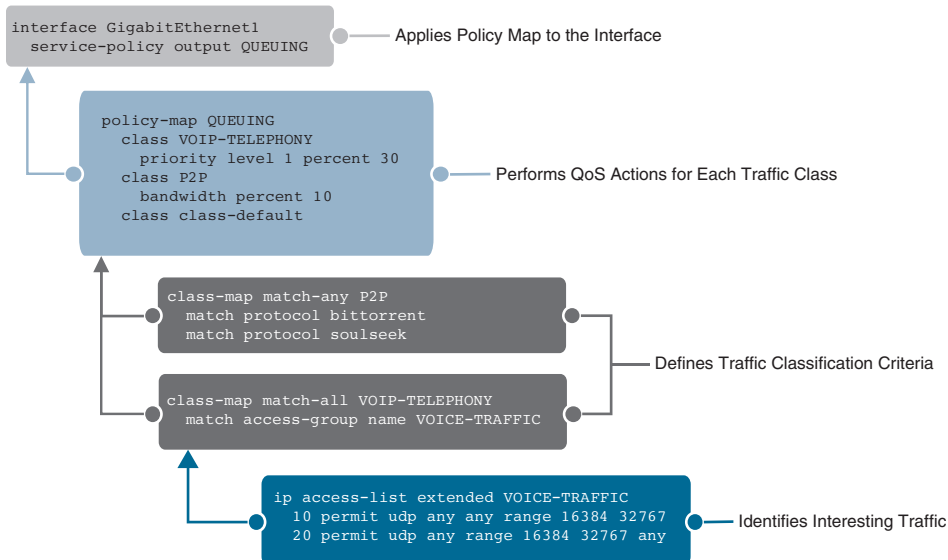 interface GigabitEthernet1
service-policy output QUEUING
Applies Policy Map to the Interface
policy-map QUEUING
class VOIP-TELEPHONY
priority level 1 percent 30
class P2P
bandwidth percent 10
class class-default
Performs QoS Actions for Each Traffic Class
class-map match-any P2P
match protocol bittorrent
match protocol soulseek
Defines Traffic Classification Criteria
class-map match-all VOIP-TELEPHONY
match access-group name VOICE-TRAFFIC
ip access-list extended VOICE-TRAFFIC
10 permit udp any any range 16384 32767
20 permit udp any range 16384 32767 any
Identifies Interesting Traffic